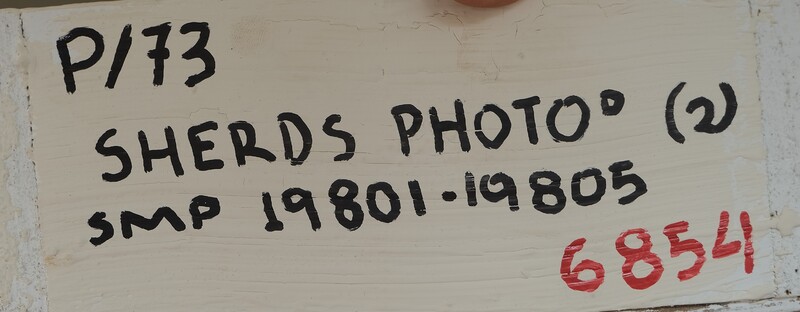 P/73
SHERDS PHOTO° (2)
SMP 19801-19805
6854